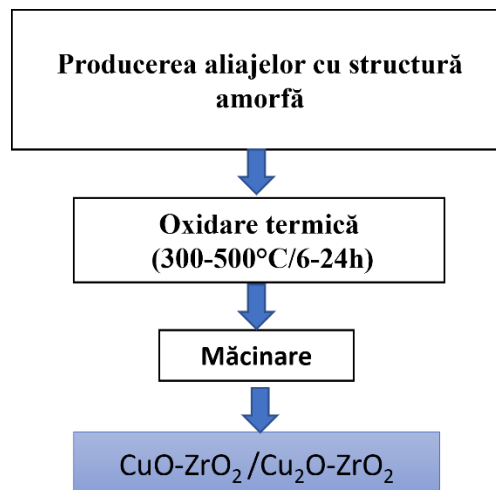 Producerea aliajelor cu structură
amorfă
Oxidare termică
(300-500°C/6-24h)
Măcinare
CuO-ZrO₂ /Cu₂O-ZrO₂